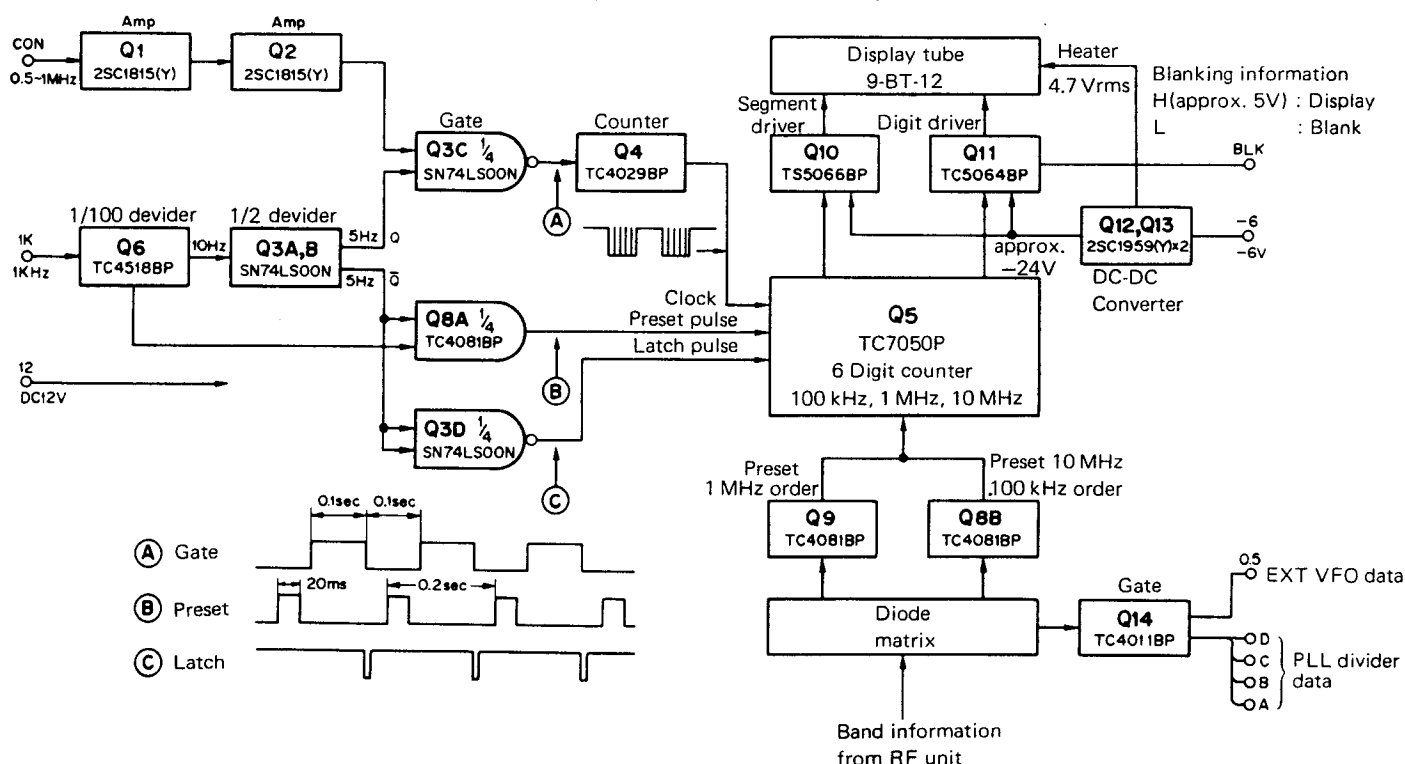 Amp
Amp
CON
0.5~1MHz
Q1
2SC1815(Y)
Q2
2SC1815(Y)
Gate
Q3C 1/4
SN74LS00N
Counter
Q4
TC4029BP
A
1/100 devider
1/2 devider
1K
1KHz
Q6
TC4518BP
10Hz
Q3A,B
SN74LS00N
5Hz Q
5Hz Q̅
Q8A 1/4
TC4081BP
B
12
DC12V
Q3D 1/4
SN74LS00N
C
Display tube
9-BT-12
Heater
4.7 Vrms
Blanking information
H(approx. 5V) : Display
L : Blank
Segment
driver
Digit driver
Q10
TS5066BP
Q11
TC5064BP
BLK
approx.
-24V
Q12,Q13
2SC1959(Y)×2
DC-DC
Converter
-6
-6V
Clock
Preset pulse
Latch pulse
Q5
TC7050P
6 Digit counter
100 kHz, 1 MHz, 10 MHz
Preset
1 MHz order
Preset 10 MHz
100 kHz order
Q9
TC4081BP
Q8B
TC4081BP
Diode
matrix
Gate
Q14
TC4011BP
0.5
EXT VFO data
D
C
B
A
PLL divider
data
Band information
from RF unit
0.1sec 0.1sec
A Gate
20ms
0.2sec
B Preset
C Latch